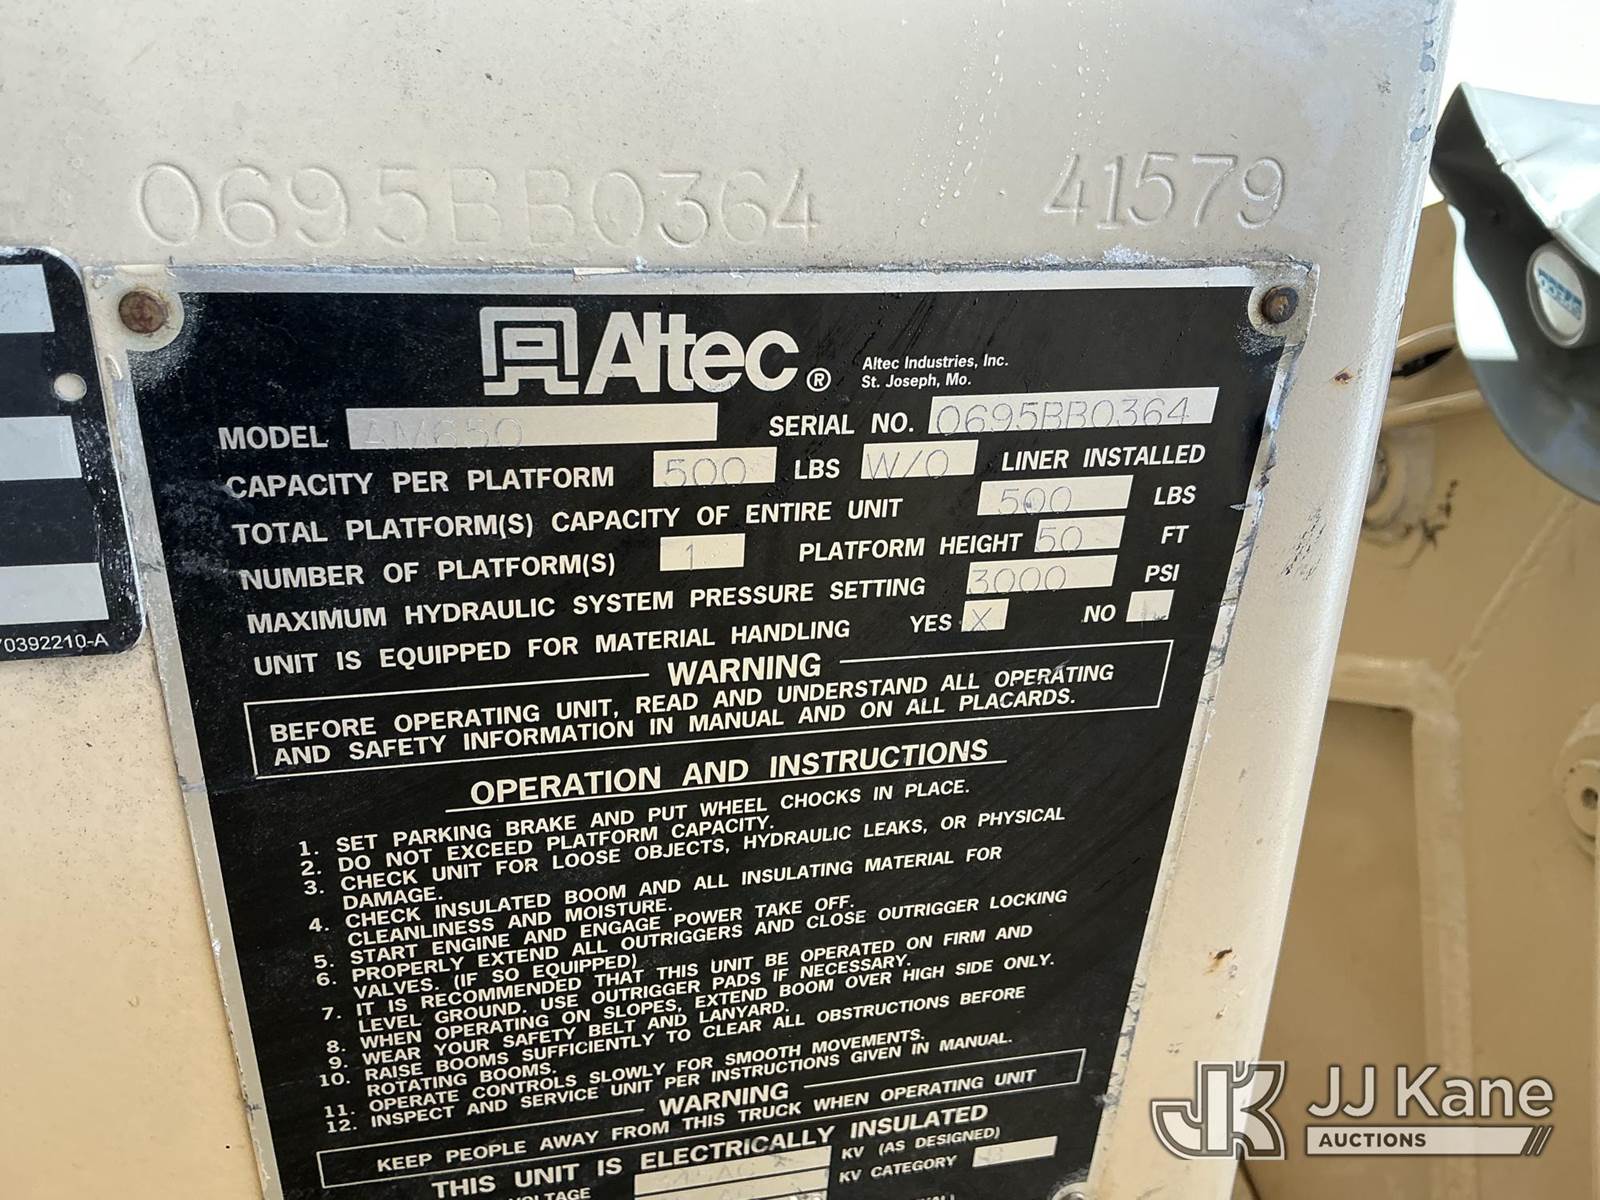 0695BB0364 41579
Altec® Altec Industries, Inc.
St. Joseph, Mo.
MODEL AM650 SERIAL NO. 0695BB0364
CAPACITY PER PLATFORM 500 LBS W/O LINER INSTALLED
TOTAL PLATFORM(S) CAPACITY OF ENTIRE UNIT 500 LBS
NUMBER OF PLATFORM(S) 1 PLATFORM HEIGHT 50 FT
MAXIMUM HYDRAULIC SYSTEM PRESSURE SETTING 3000 PSI
UNIT IS EQUIPPED FOR MATERIAL HANDLING YES X NO
WARNING
BEFORE OPERATING UNIT, READ AND UNDERSTAND ALL OPERATING
AND SAFETY INFORMATION IN MANUAL AND ON ALL PLACARDS.
OPERATION AND INSTRUCTIONS
1. SET PARKING BRAKE AND PUT WHEEL CHOCKS IN PLACE.
2. DO NOT EXCEED PLATFORM CAPACITY.
3. CHECK UNIT FOR LOOSE OBJECTS, HYDRAULIC LEAKS, OR PHYSICAL
DAMAGE.
4. CHECK INSULATED BOOM AND ALL INSULATING MATERIAL FOR
CLEANLINESS AND MOISTURE.
5. START ENGINE AND ENGAGE POWER TAKE OFF.
6. PROPERLY EXTEND ALL OUTRIGGERS AND CLOSE OUTRIGGER LOCKING
VALVES. (IF SO EQUIPPED)
7. IT IS RECOMMENDED THAT THIS UNIT BE OPERATED ON FIRM AND
LEVEL GROUND. USE OUTRIGGER PADS IF NECESSARY.
8. WHEN OPERATING ON SLOPES, EXTEND BOOM OVER HIGH SIDE ONLY.
9. WEAR YOUR SAFETY BELT AND LANYARD.
10. RAISE BOOMS SUFFICIENTLY TO CLEAR ALL OBSTRUCTIONS BEFORE
ROTATING BOOMS.
11. OPERATE CONTROLS SLOWLY FOR SMOOTH MOVEMENTS.
12. INSPECT AND SERVICE UNIT PER INSTRUCTIONS GIVEN IN MANUAL.
WARNING
KEEP PEOPLE AWAY FROM THIS TRUCK WHEN OPERATING UNIT
THIS UNIT IS ELECTRICALLY INSULATED
VOLTAGE KV (AS DESIGNED)
KV CATEGORY B
70392210-A
JK JJ Kane
AUCTIONS